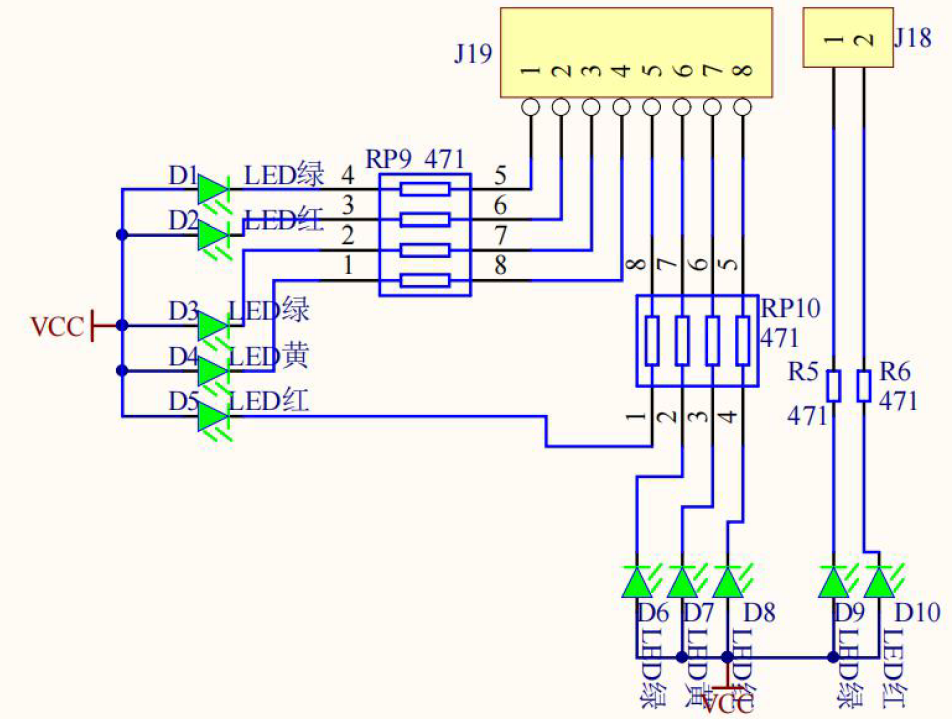 J19
1 2 3 4 5 6 7 8
1 2
J18
RP9 471
D1 LED绿 4 5
D2 LED红 3 6
2 7
1 8
8 7 6 5
D3 LED绿
RP10
471
VCC
D4 LED黄
R5
471
R6
471
D5 LED红
1 2 3 4
D6 D7 D8 D9 D10
LED绿
LED黄
LED
LED绿
LED红
VCC